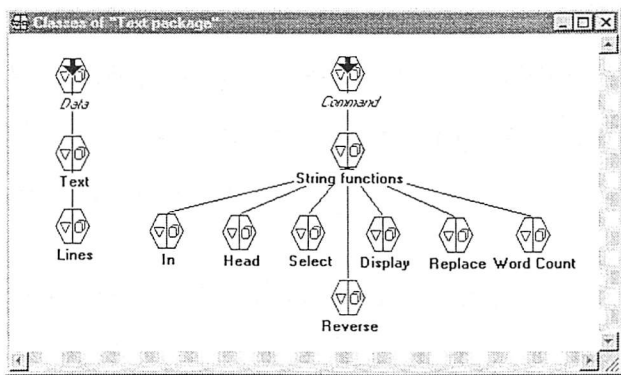 Classes of "Text package"
Data
Command
Text
String functions
Lines
In
Head
Select
Display
Replace
Word Count
Reverse